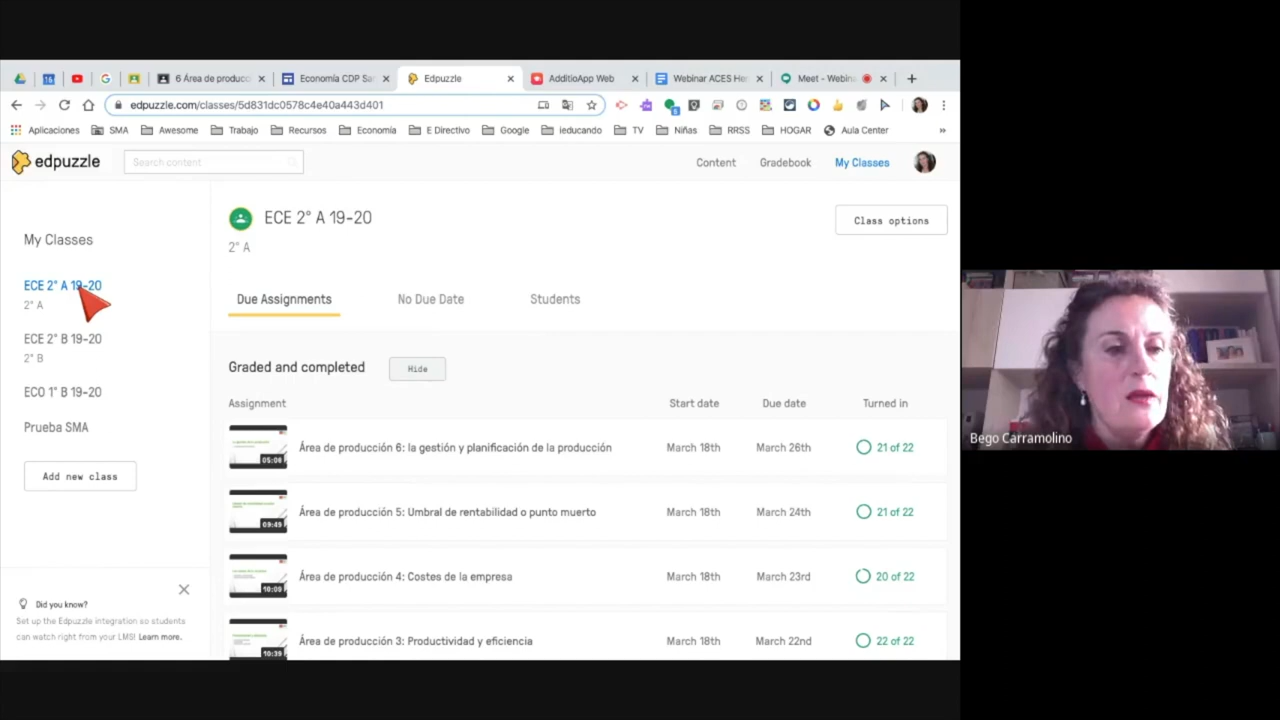 6 Área de produc
Economía CDP Sa
Edpuzzle
AdditioApp Web
Webinar ACES He
Meet - Webin
edpuzzle.com/classes/5d831dc0578c4e40a443d401
Aplicaciones SMA Awesome Trabajo Recursos Economía E Directivo Google ieducando TV Niñas RRSS HOGAR Aula Center »
edpuzzle
Search content
Content Gradebook My Classes
My Classes
ECE 2° A 19-20
2° A
ECE 2° B 19-20
2° B
ECO 1° B 19-20
Prueba SMA
Add new class
Did you know?
Set up the Edpuzzle integration so students
can watch right from your LMS! Learn more.
ECE 2° A 19-20
2° A
Class options
Due Assignments No Due Date Students
Graded and completed Hide
Assignment Start date Due date Turned in
05:08 Área de producción 6: la gestión y planificación de la producción March 18th March 26th 21 of 22
09:49 Área de producción 5: Umbral de rentabilidad o punto muerto March 18th March 24th 21 of 22
Área de producción 4: Costes de la empresa March 18th March 23rd 20 of 22
10:39 Área de producción 3: Productividad y eficiencia March 18th March 22nd 22 of 22
Bego Carramolino